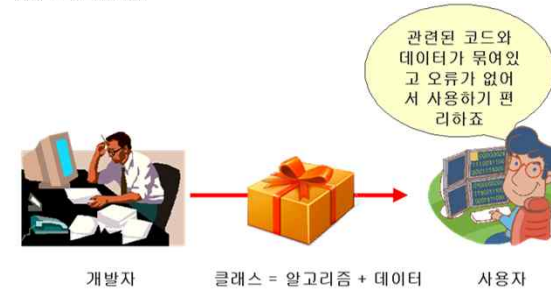 관련된 코드와
데이터가 묶여있
고 오류가 없어
서 사용하기 편
리하죠
개발자
클래스 = 알고리즘 + 데이터
사용자